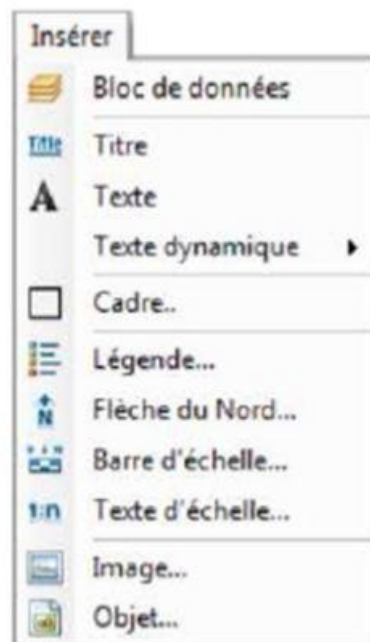 Insérer
Bloc de données
Title Titre
A Texte
Texte dynamique
Cadre..
Légende...
N Flèche du Nord...
Barre d'échelle...
1:n Texte d'échelle...
Image...
Objet...